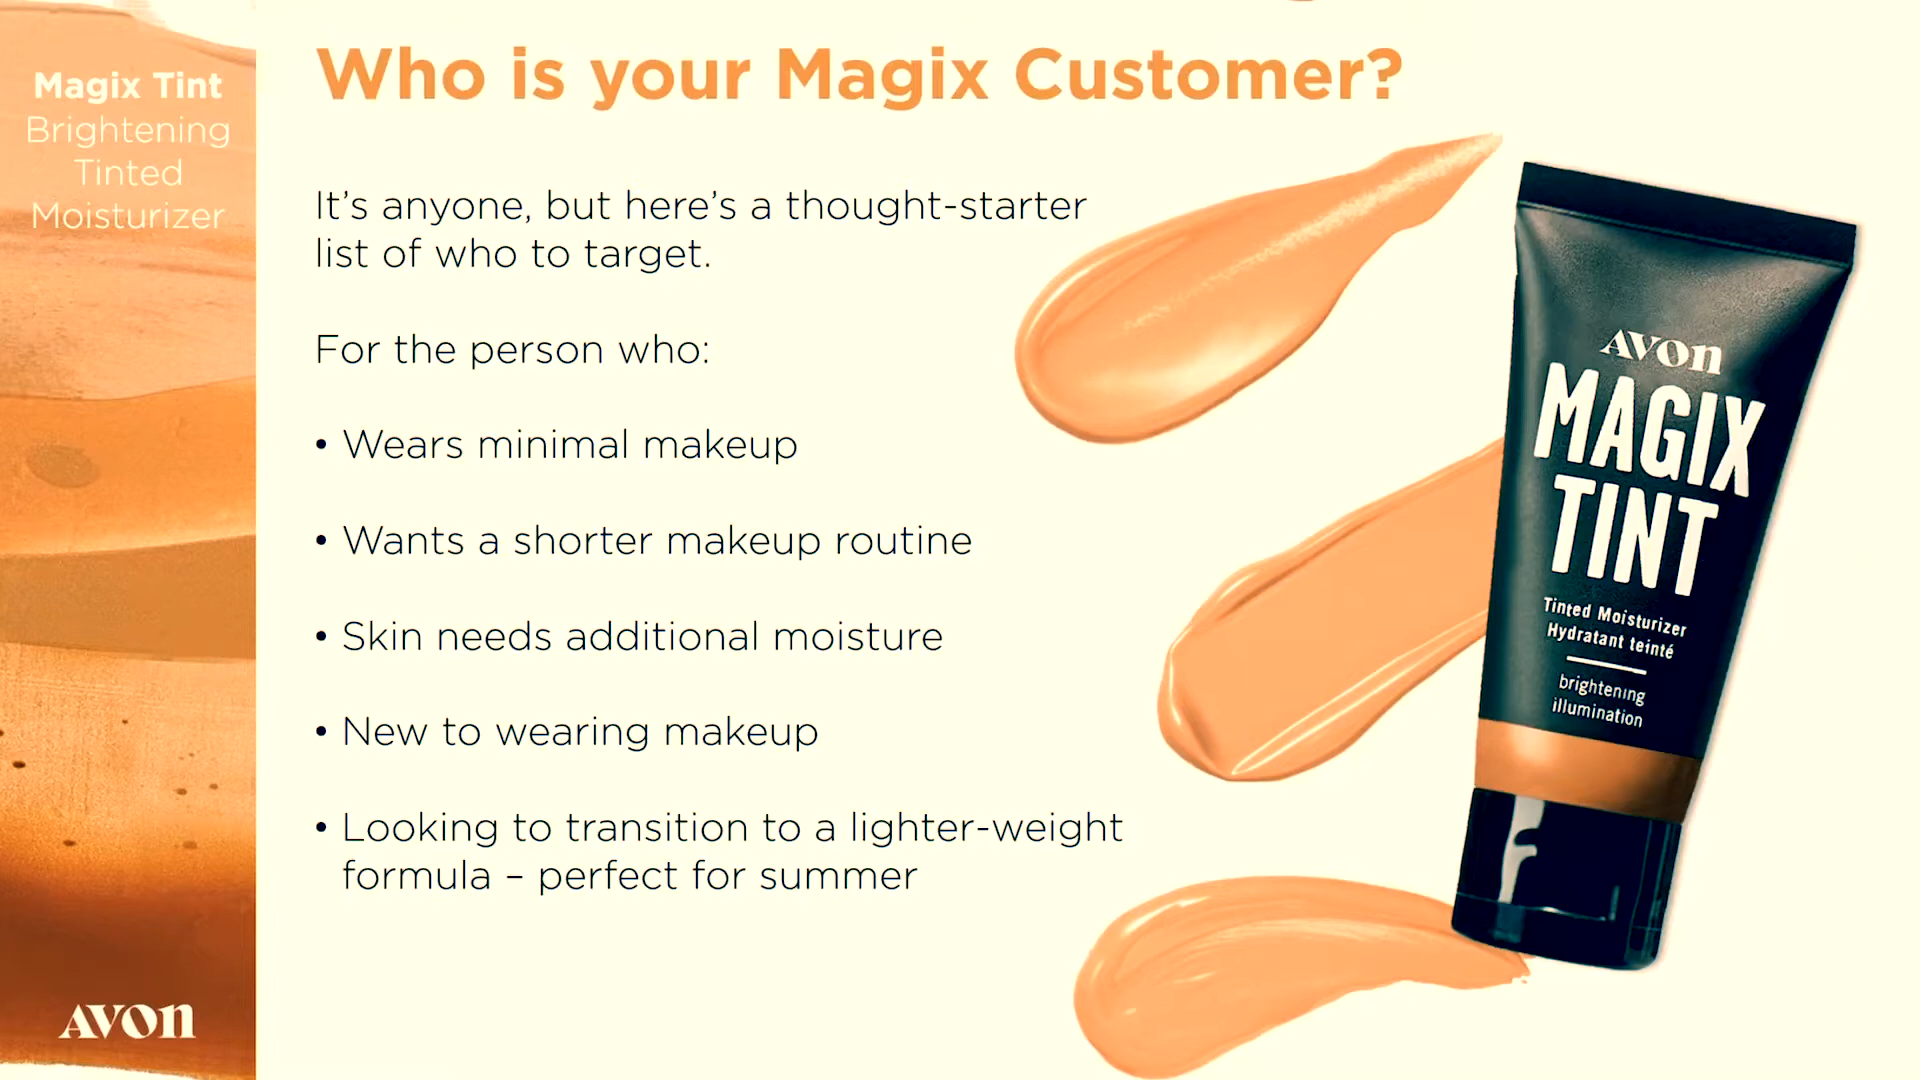 Magix Tint
Brightening
Tinted
Moisturizer
AVON
Who is your Magix Customer?
It's anyone, but here's a thought-starter
list of who to target.
For the person who:
• Wears minimal makeup
• Wants a shorter makeup routine
• Skin needs additional moisture
• New to wearing makeup
• Looking to transition to a lighter-weight
formula – perfect for summer
AVON
MAGIX
TINT
Tinted Moisturizer
Hydratant teinté
brightening
illumination